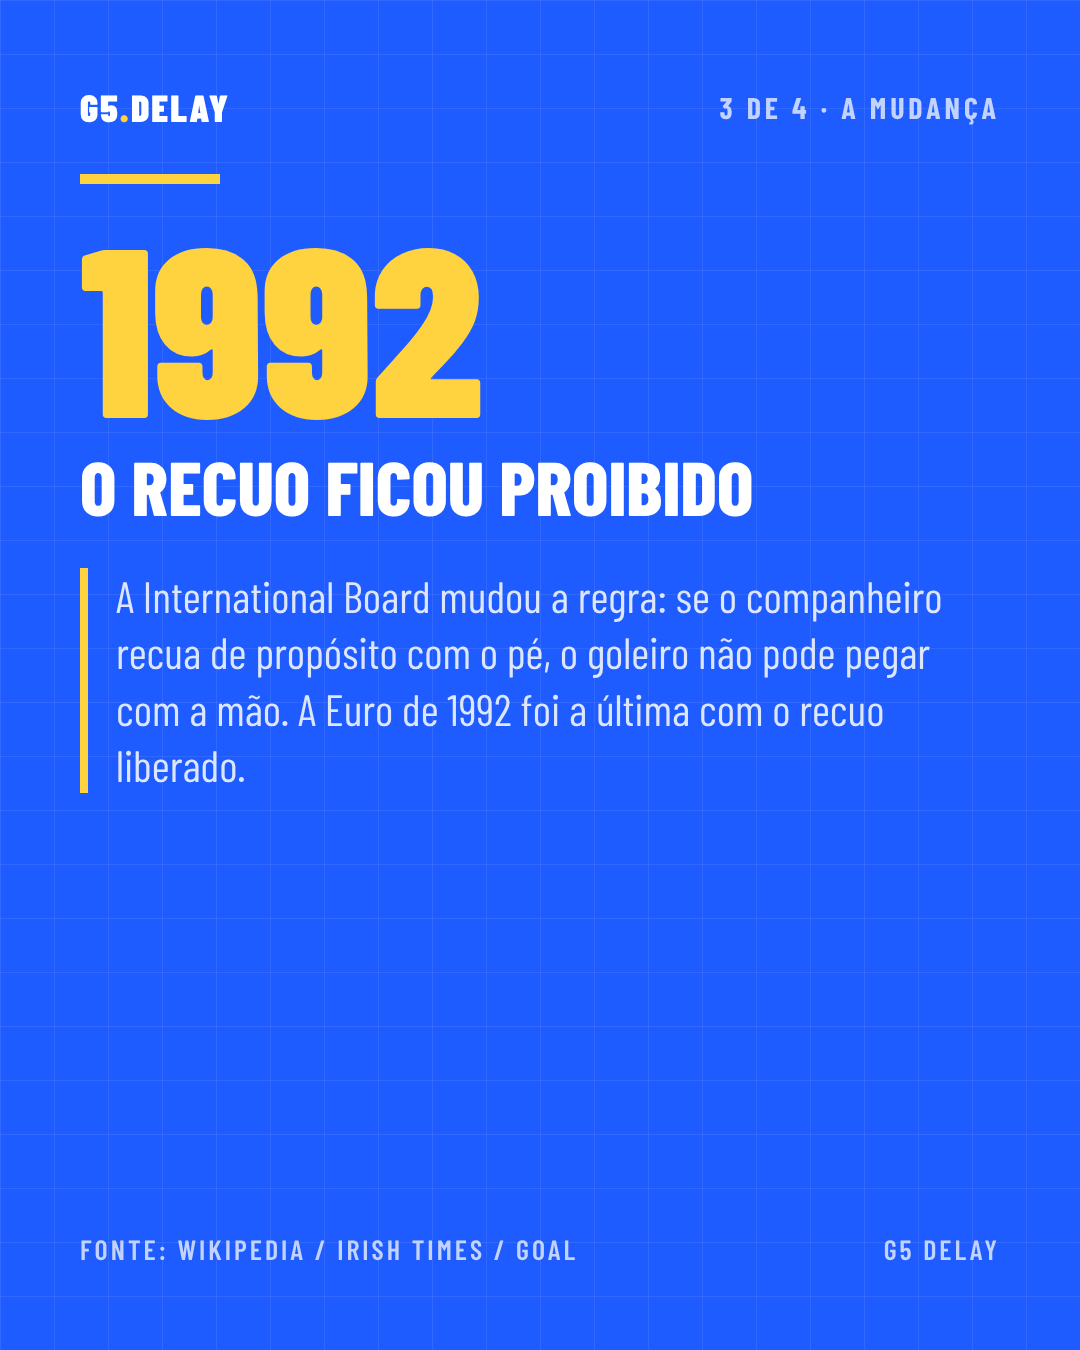 G5.DELAY
3 DE 4 · A MUDANÇA
1992
O RECUO FICOU PROIBIDO
A International Board mudou a regra: se o companheiro
recua de propósito com o pé, o goleiro não pode pegar
com a mão. A Euro de 1992 foi a última com o recuo
liberado.
FONTE: WIKIPEDIA / IRISH TIMES / GOAL
G5 DELAY